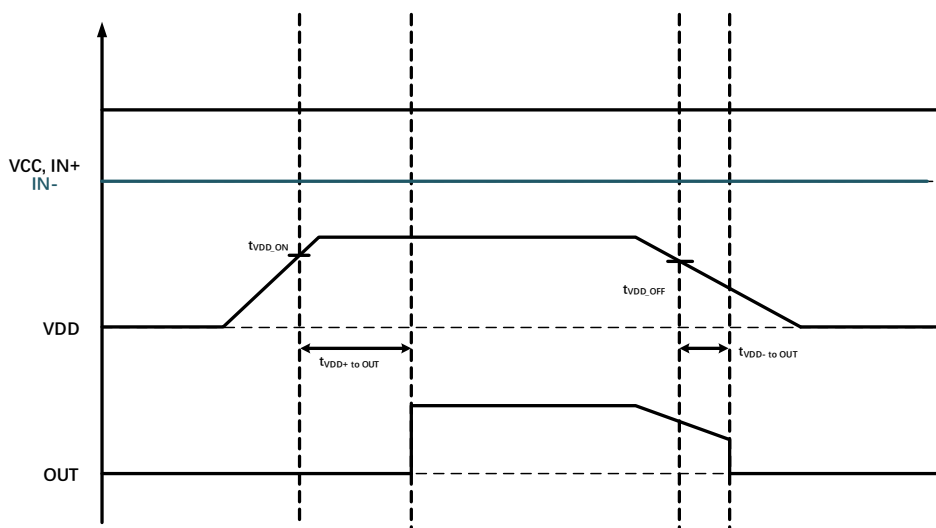 VCC, IN+
IN-
tVDD_ON
tVDD_OFF
VDD
tVDD+ to OUT
tVDD- to OUT
OUT